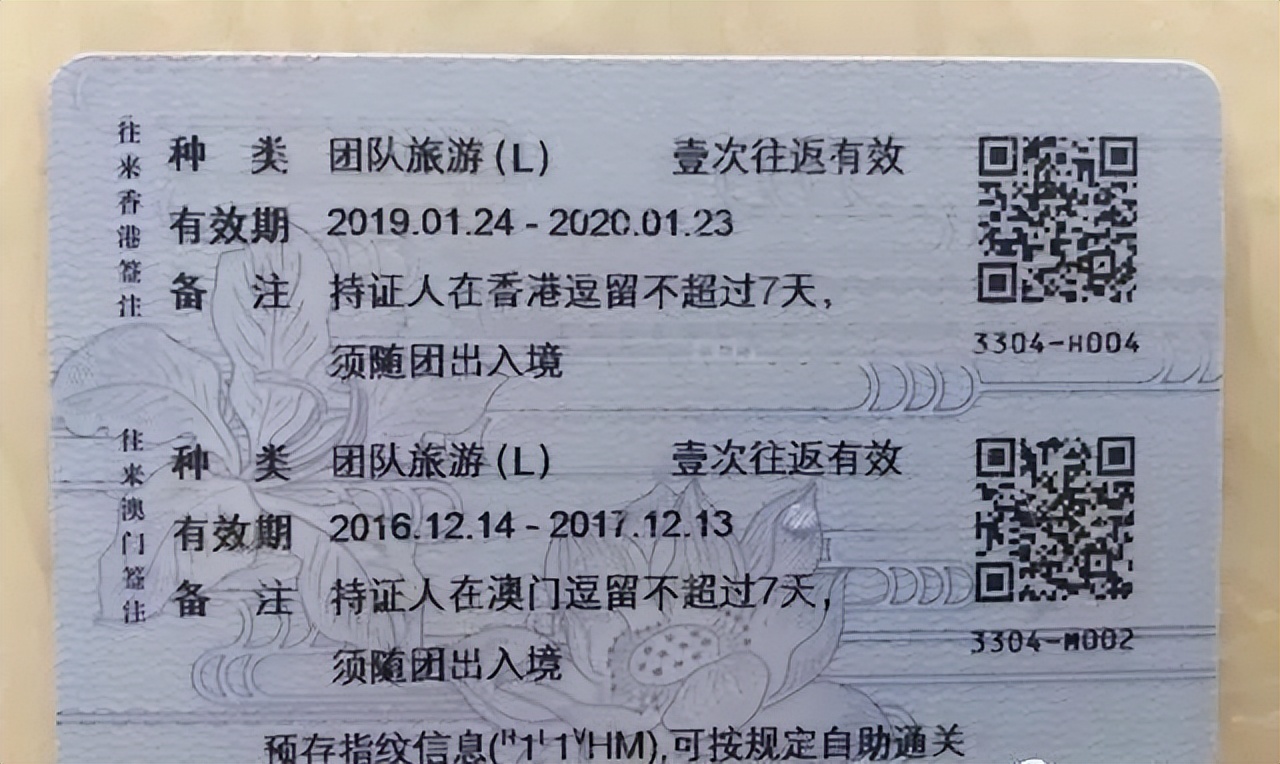 往来香港签注
种 类 团队旅游(L) 壹次往返有效
有效期 2019.01.24 - 2020.01.23
备 注 持证人在香港逗留不超过7天，
须随团出入境
3304-H004
往来澳门签注
种 类 团队旅游(L) 壹次往返有效
有效期 2016.12.14 - 2017.12.13
备 注 持证人在澳门逗留不超过7天，
须随团出入境
3304-M002
预存指纹信息( HM),可按规定自助通关